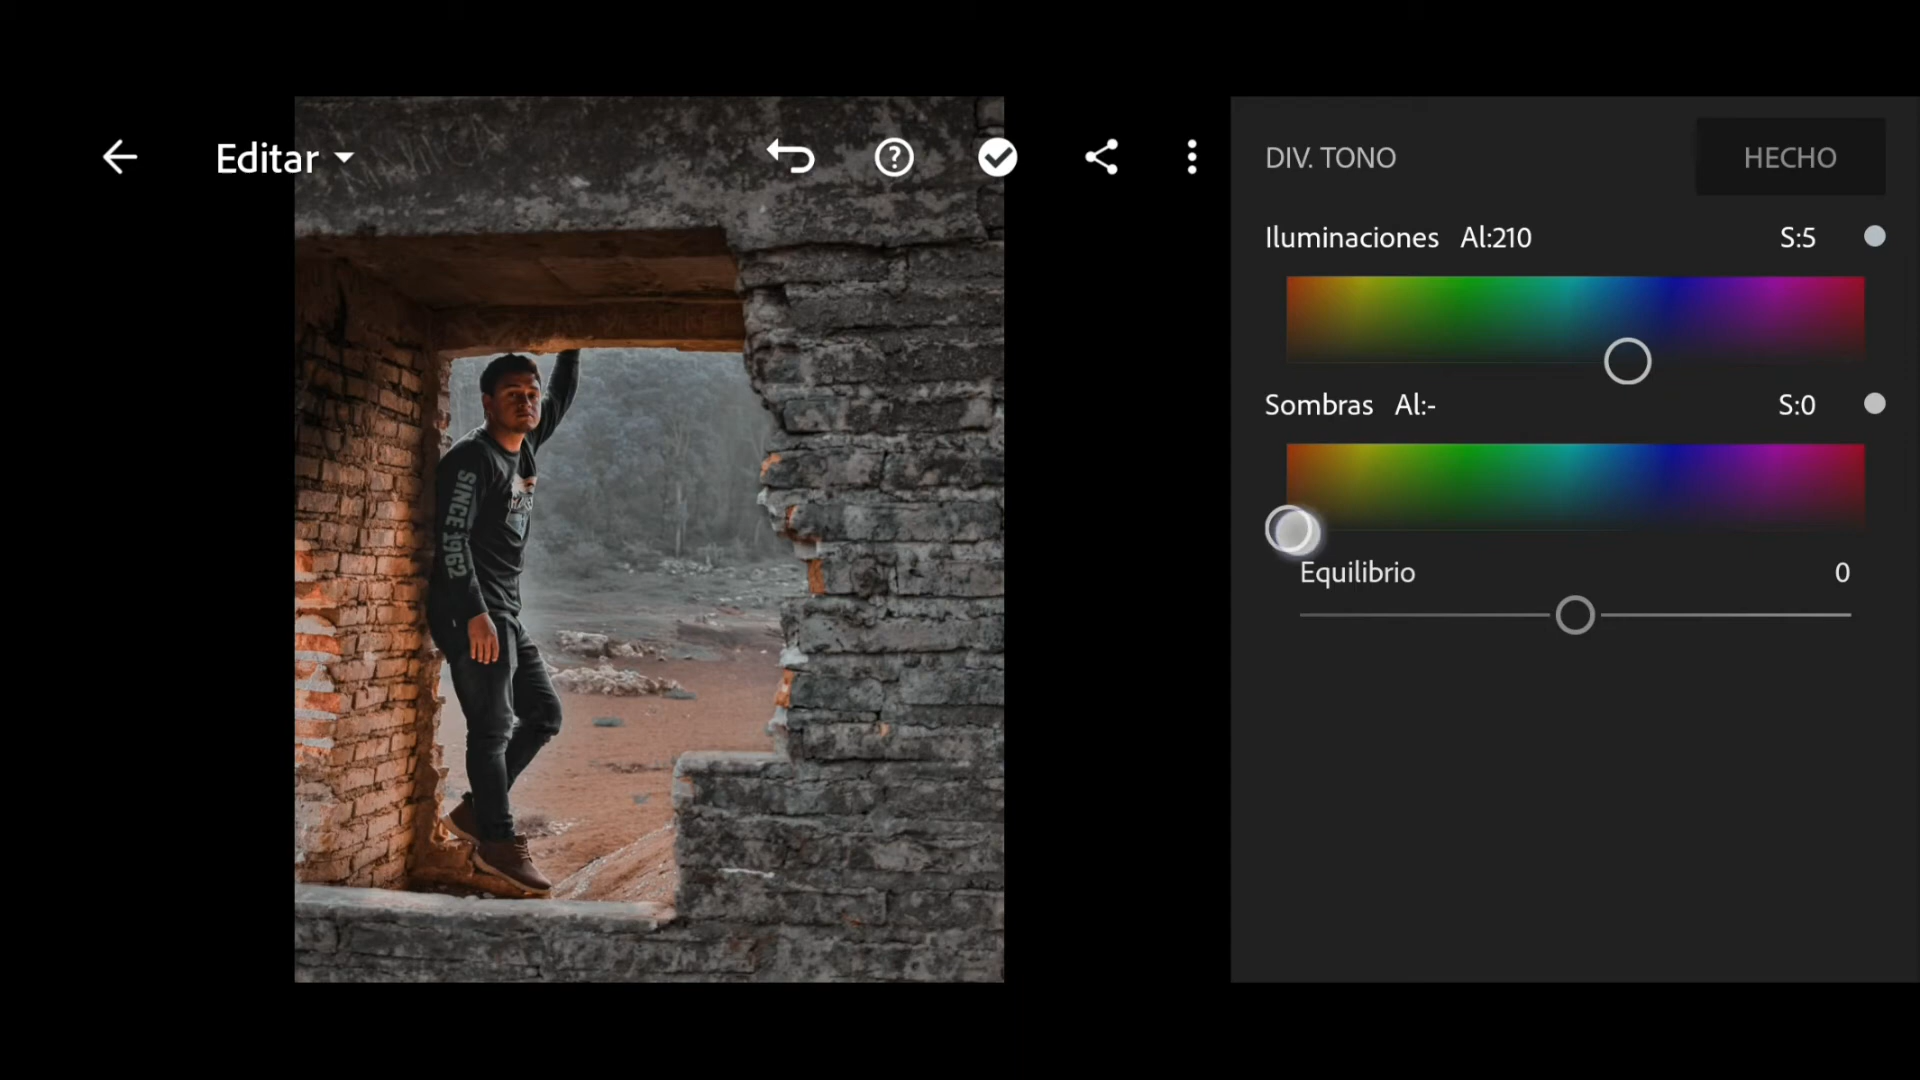 Editar
DIV. TONO
HECHO
Iluminaciones Al:210 S:5
Sombras Al:- S:0
Equilibrio 0
SINCE 1962